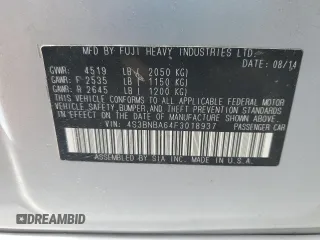 MFD BY FUJI HEAVY INDUSTRIES LTD.
DATE: 08/14
GVWR: 4519 LB ( 2050 KG)
GAWR: F 2535 LB ( 1150 KG)
GAWR: R 2645 LB ( 1200 KG)
THIS VEHICLE CONFORMS TO ALL APPLICABLE FEDERAL MOTOR VEHICLE
SAFETY, BUMPER, AND THEFT PREVENTION STANDARDS IN EFFECT ON
THE DATE OF MANUFACTURE SHOWN ABOVE.
VIN: 4S3BNBA64F3018937
TYPE: PASSENGER CAR
ASSEMBLED BY SIA INC. MADE IN U.S.A.
AUTOBIDMASTER